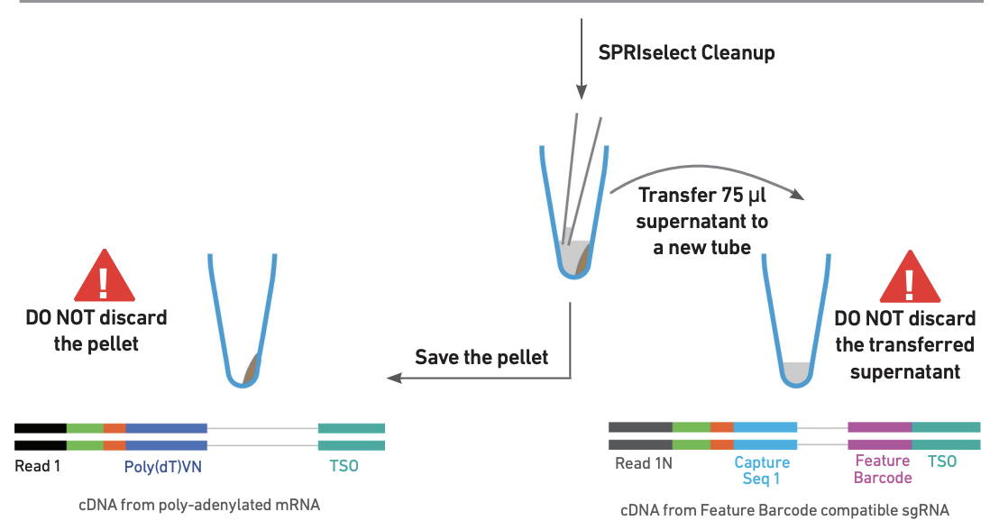 SPRIselect Cleanup
Transfer 75 µl
supernatant to
a new tube
!
DO NOT discard
the pellet
!
DO NOT discard
the transferred
supernatant
Save the pellet
Read 1
Poly(dT)VN
TSO
cDNA from poly-adenylated mRNA
Read 1N
Capture
Seq 1
Feature
Barcode
TSO
cDNA from Feature Barcode compatible sgRNA